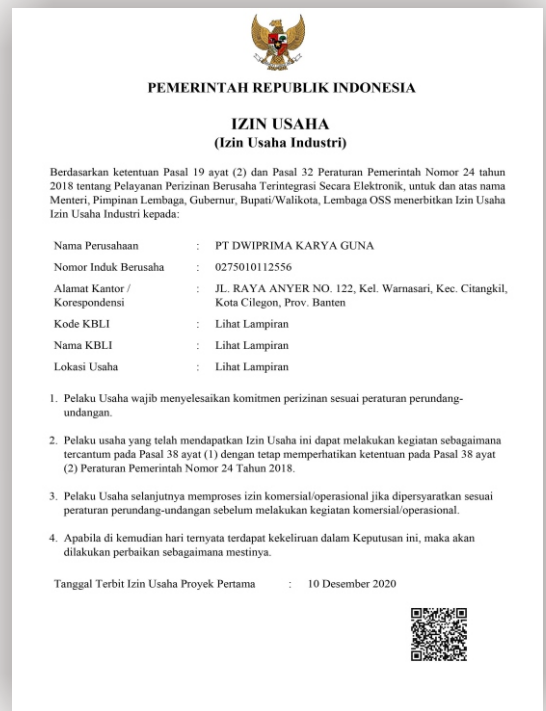 PEMERINTAH REPUBLIK INDONESIA
IZIN USAHA
(Izin Usaha Industri)
Berdasarkan ketentuan Pasal 19 ayat (2) dan Pasal 32 Peraturan Pemerintah Nomor 24 tahun
2018 tentang Pelayanan Perizinan Berusaha Terintegrasi Secara Elektronik, untuk dan atas nama
Menteri, Pimpinan Lembaga, Gubernur, Bupati/Walikota, Lembaga OSS menerbitkan Izin Usaha
Izin Usaha Industri kepada:
Nama Perusahaan : PT DWIPRIMA KARYA GUNA
Nomor Induk Berusaha : 0275010112556
Alamat Kantor / : JL. RAYA ANYER NO. 122, Kel. Warnasari, Kec. Citangkil,
Korespondensi Kota Cilegon, Prov. Banten
Kode KBLI : Lihat Lampiran
Nama KBLI : Lihat Lampiran
Lokasi Usaha : Lihat Lampiran
1. Pelaku Usaha wajib menyelesaikan komitmen perizinan sesuai peraturan perundang-
undangan.
2. Pelaku usaha yang telah mendapatkan Izin Usaha ini dapat melakukan kegiatan sebagaimana
tercantum pada Pasal 38 ayat (1) dengan tetap memperhatikan ketentuan pada Pasal 38 ayat
(2) Peraturan Pemerintah Nomor 24 Tahun 2018.
3. Pelaku Usaha selanjutnya memproses izin komersial/operasional jika dipersyaratkan sesuai
peraturan perundang-undangan sebelum melakukan kegiatan komersial/operasional.
4. Apabila di kemudian hari ternyata terdapat kekeliruan dalam Keputusan ini, maka akan
dilakukan perbaikan sebagaimana mestinya.
Tanggal Terbit Izin Usaha Proyek Pertama : 10 Desember 2020